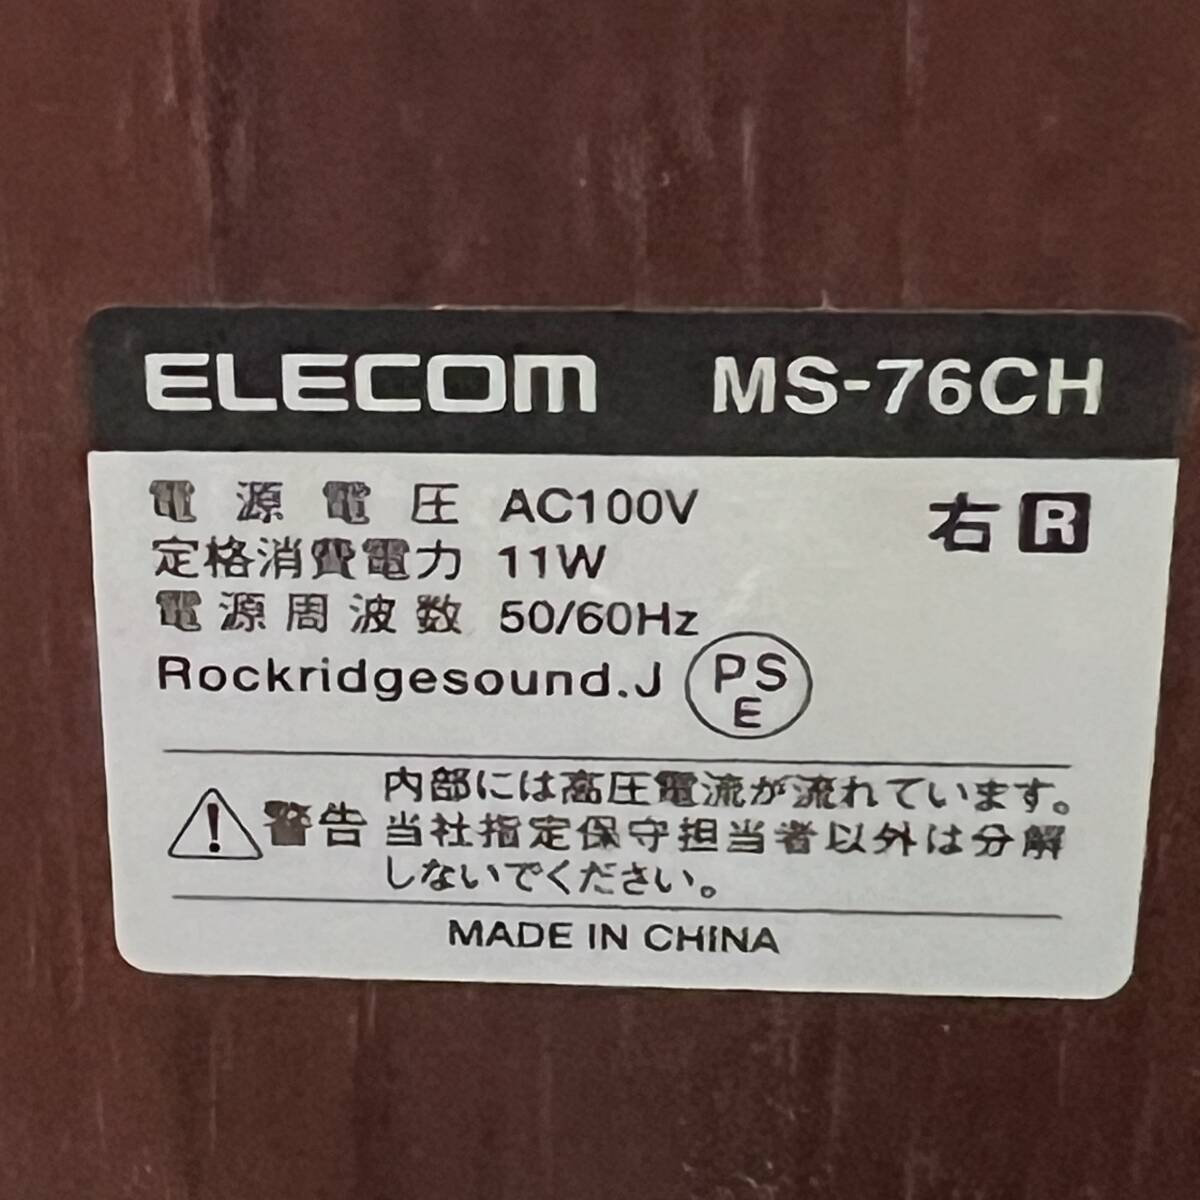 ELECOM MS-76CH
電源電圧 AC100V 右 R
定格消費電力 11W
電源周波数 50/60Hz
Rockridgesound.J PSE
警告 内部には高圧電流が流れています。
当社指定保守担当者以外は分解
しないでください。
MADE IN CHINA